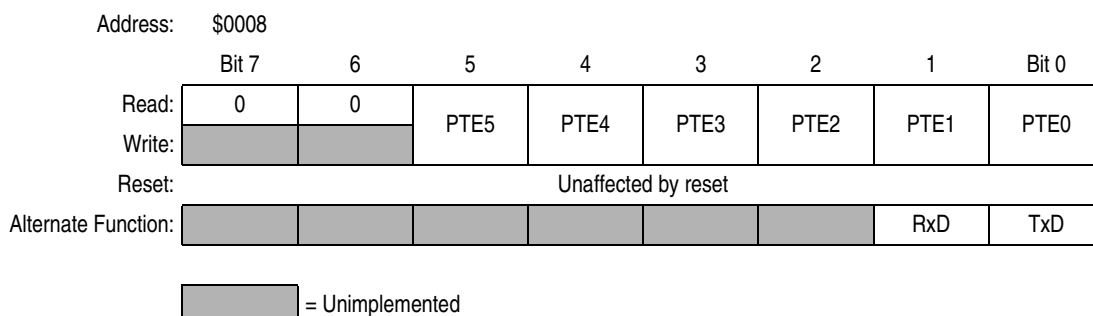 Address: $0008
Bit 7 6 5 4 3 2 1 Bit 0
Read: 0 0 PTE5 PTE4 PTE3 PTE2 PTE1 PTE0
Write:
Reset: Unaffected by reset
Alternate Function: RxD TxD
= Unimplemented